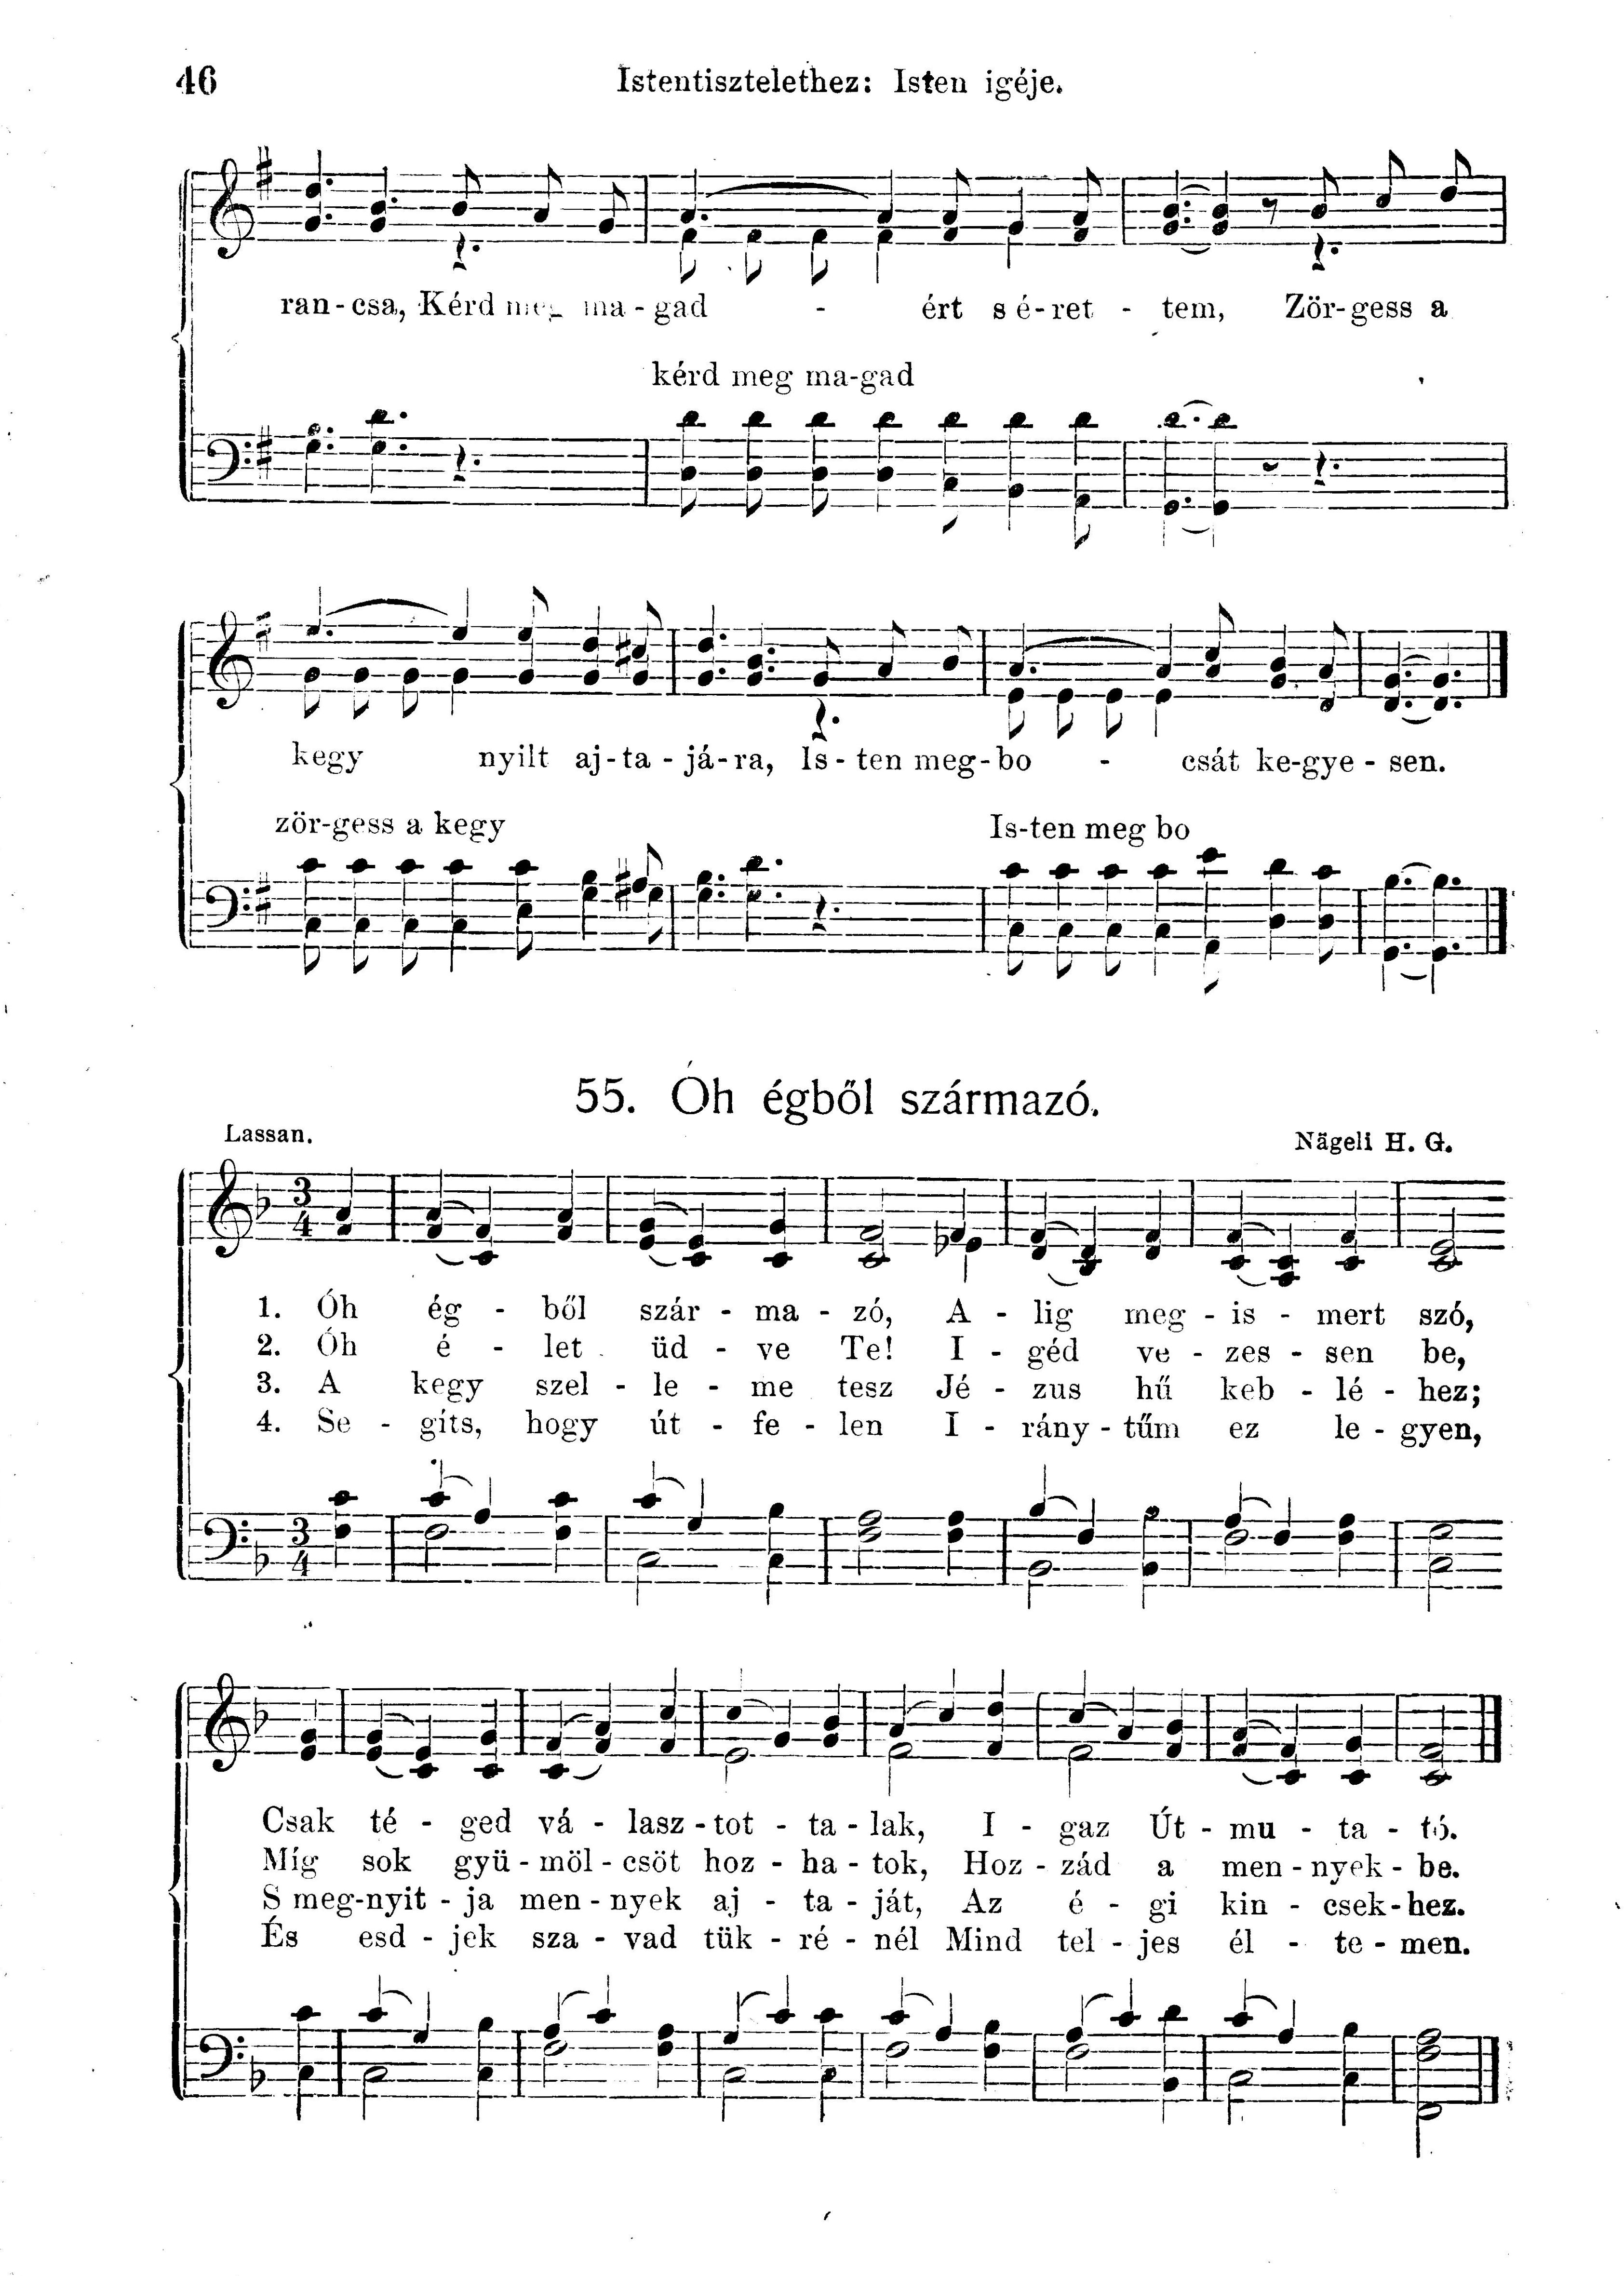 46
Istentisztelethez: Isten igéje.
ran-csa, Kérd meg ma-gad - ért s é-ret - tem, Zör-gess a
kérd meg ma-gad
kegy nyilt aj-ta - já-ra, Is - ten meg-bo - csát ke-gye - sen.
zör-gess a kegy Is-ten meg bo
55. Óh égből származó.
Lassan.
Nägeli H. G.
3
4
1. Óh ég - ből szár - ma - zó, A - lig meg - is - mert szó,
2. Óh é - let üd - ve Te! I - géd ve - zes - sen be,
3. A kegy szel - le - me tesz Jé - zus hű keb - lé - hez;
4. Se - gíts, hogy út - fe - len I - rány - tűm ez le - gyen,
3
4
Csak té - ged vá - lasz - tot - ta - lak, I - gaz Út - mu - ta - tó.
Míg sok gyü - möl - csöt hoz - ha - tok, Hoz - zád a men - nyek - be.
S meg-nyit - ja men - nyek aj - ta - ját, Az é - gi kin - csek - hez.
És esd - jek sza - vad tük - ré - nél Mind tel - jes él - te - men.